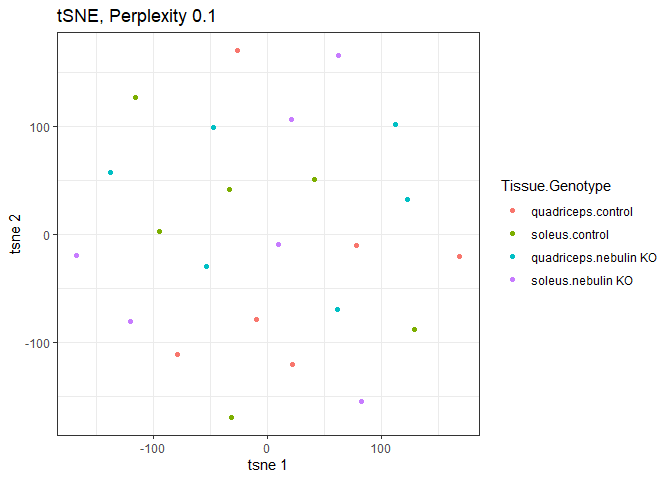 tSNE, Perplexity 0.1
100
0
-100
tsne 2
-100
0
100
tsne 1
Tissue.Genotype
quadriceps.control
soleus.control
quadriceps.nebulin KO
soleus.nebulin KO